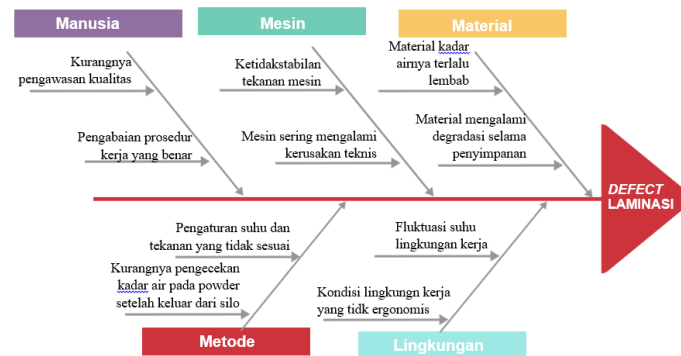 Manusia
Mesin
Material
Kurangnya
pengawasan kualitas
Pengabaian prosedur
kerja yang benar
Ketidakstabilan
tekanan mesin
Mesin sering mengalami
kerusakan teknis
Material kadar
airnya terlalu
lembab
Material mengalami
degradasi selama
penyimpanan
DEFECT
LAMINASI
Pengaturan suhu dan
tekanan yang tidak sesuai
Kurangnya pengecekan
kadar air pada powder
setelah keluar dari silo
Fluktuasi suhu
lingkungan kerja
Kondisi lingkungn kerja
yang tidk ergonomis
Metode
Lingkungan